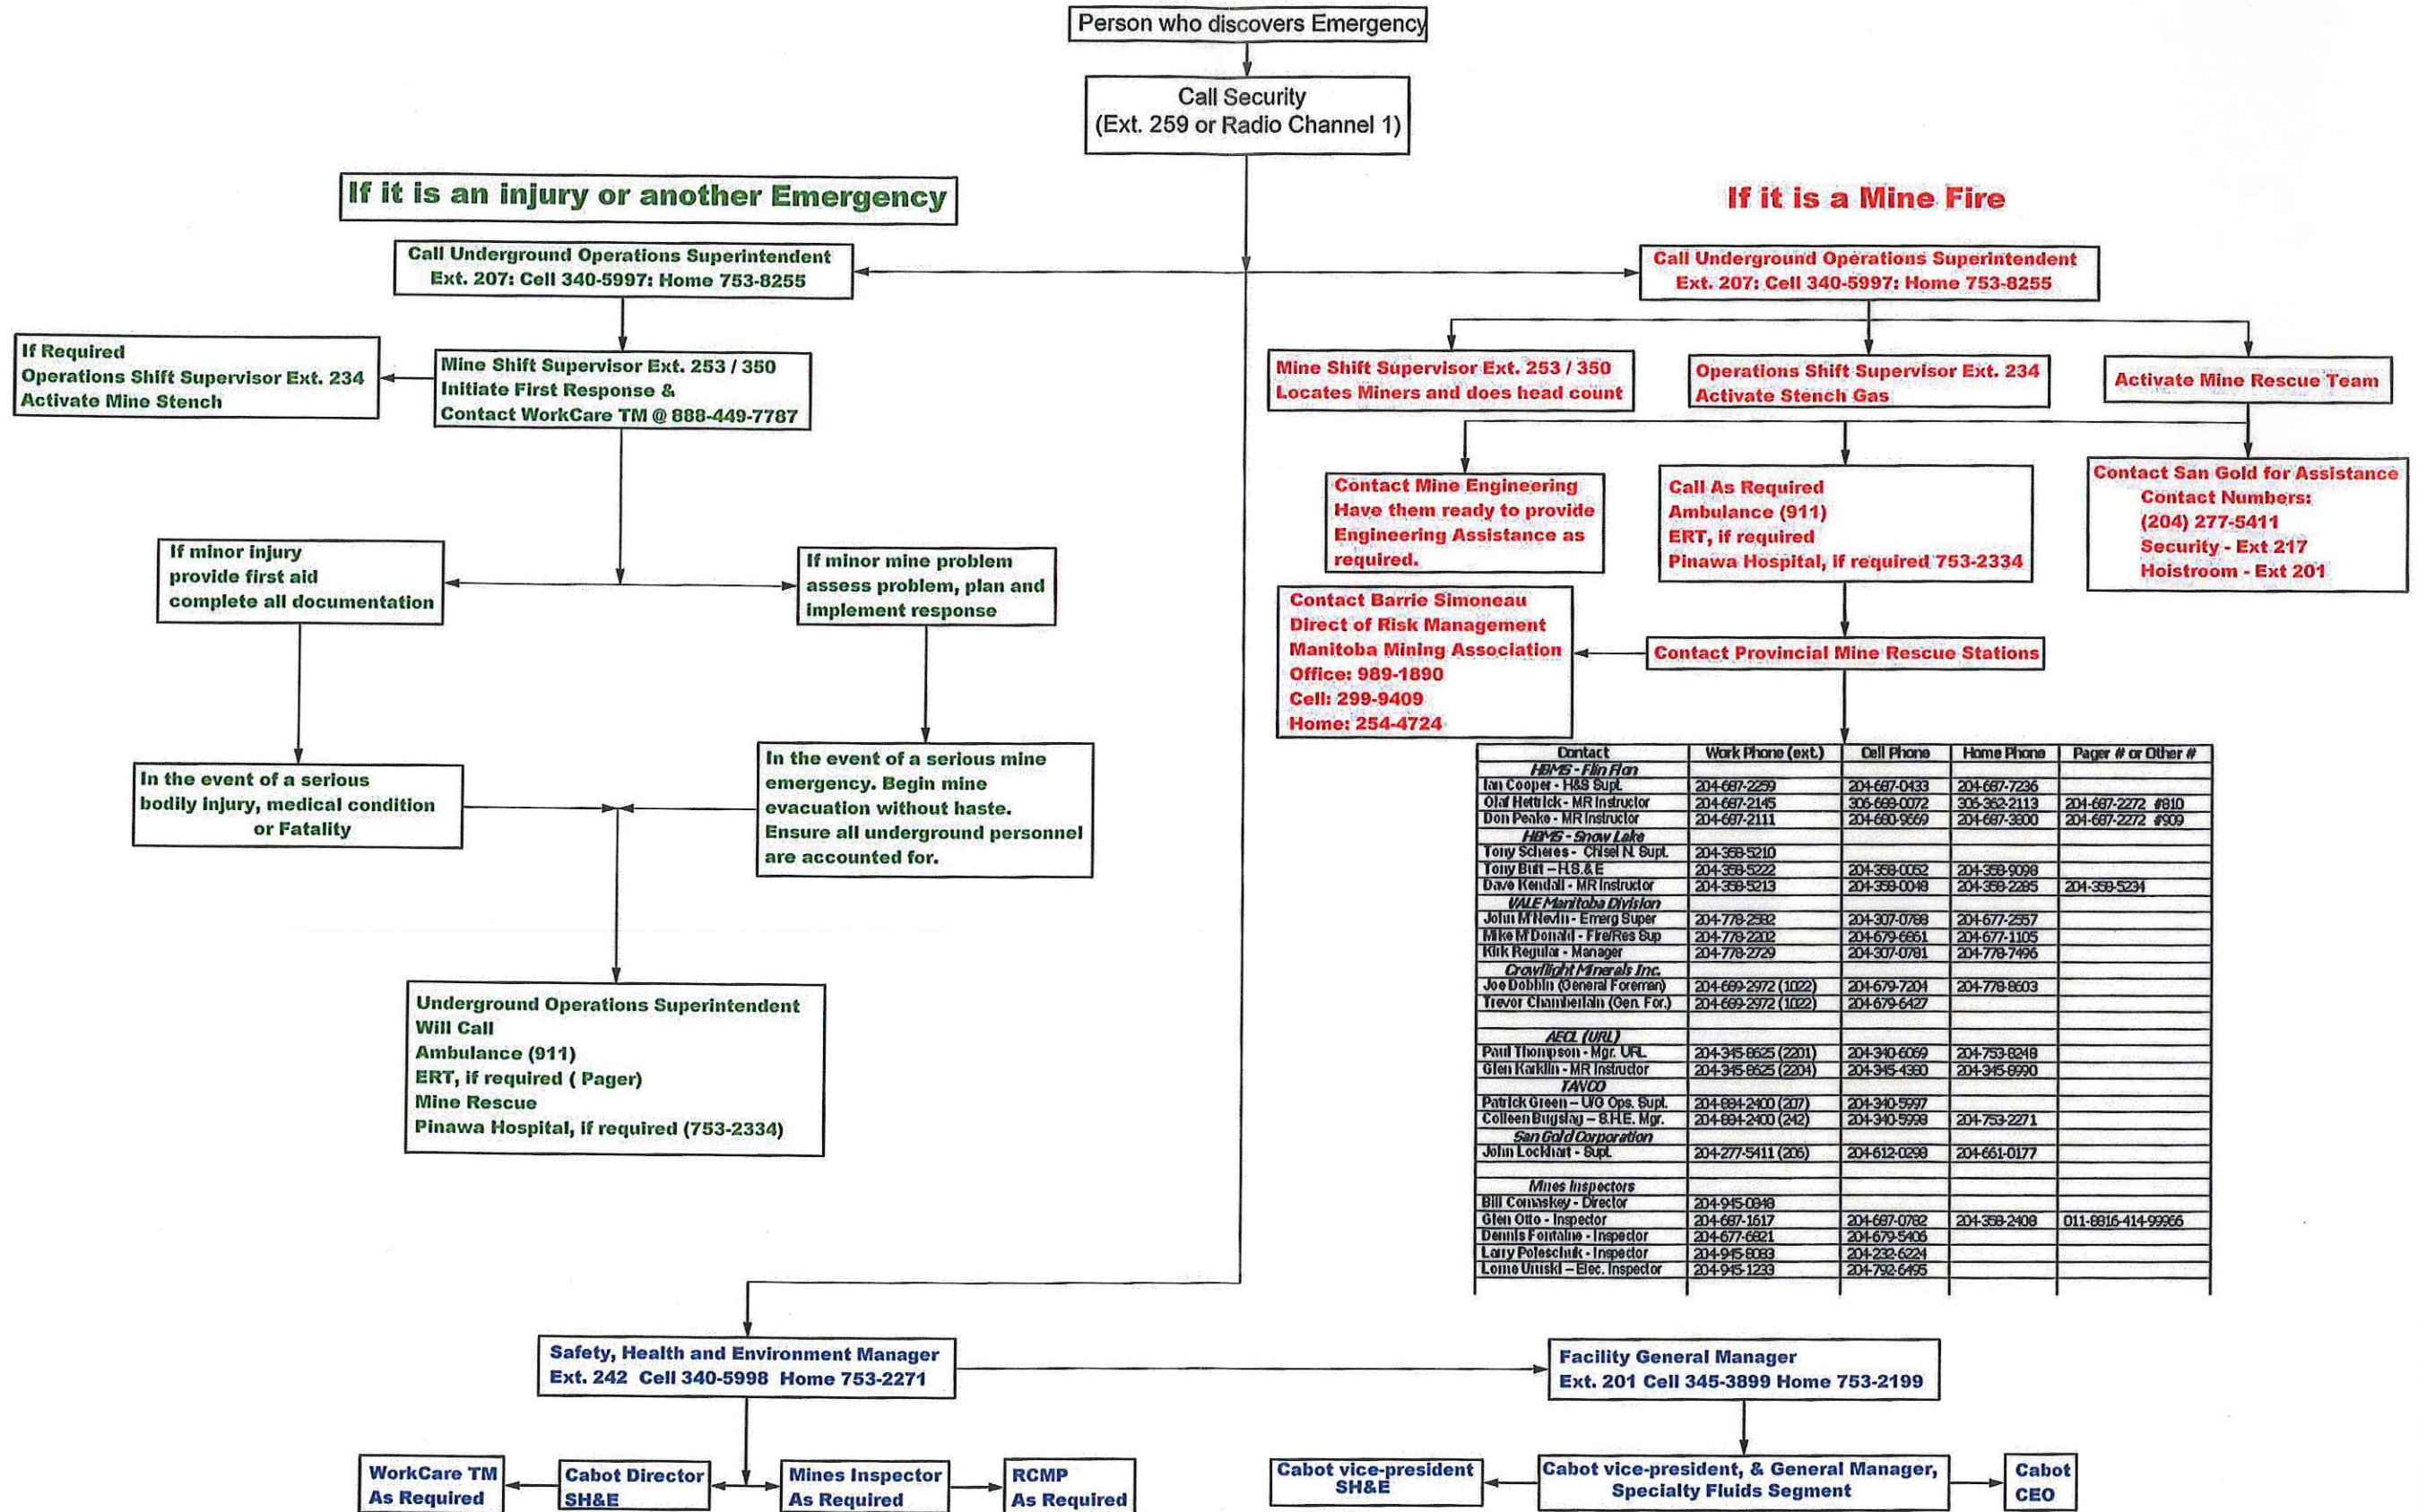 Person who discovers Emergency
Call Security
(Ext. 259 or Radio Channel 1)
If it is an injury or another Emergency
Call Underground Operations Superintendent
Ext. 207: Cell 340-5997: Home 753-8255
If Required
Operations Shift Supervisor Ext. 234
Activate Mine Stench
Mine Shift Supervisor Ext. 253 / 350
Initiate First Response &
Contact WorkCare TM @ 888-449-7787
If minor injury
provide first aid
complete all documentation
If minor mine problem
assess problem, plan and
implement response
In the event of a serious
bodily injury, medical condition
or Fatality
In the event of a serious mine
emergency. Begin mine
evacuation without haste.
Ensure all underground personnel
are accounted for.
Underground Operations Superintendent
Will Call
Ambulance (911)
ERT, if required ( Pager)
Mine Rescue
Pinawa Hospital, if required (753-2334)
If it is a Mine Fire
Call Underground Operations Superintendent
Ext. 207: Cell 340-5997: Home 753-8255
Mine Shift Supervisor Ext. 253 / 350
Locates Miners and does head count
Operations Shift Supervisor Ext. 234
Activate Stench Gas
Activate Mine Rescue Team
Contact Mine Engineering
Have them ready to provide
Engineering Assistance as
required.
Call As Required
Ambulance (911)
ERT, if required
Pinawa Hospital, if required 753-2334
Contact San Gold for Assistance
Contact Numbers:
(204) 277-5411
Security - Ext 217
Hoistroom - Ext 201
Contact Barrie Simoneau
Direct of Risk Management
Manitoba Mining Association
Office: 989-1890
Cell: 299-9409
Home: 254-4724
Contact Provincial Mine Rescue Stations
Contact Work Phone (ext.) Cell Phone Home Phone Pager # or Other #
HBMS - Flin Flon
Ian Cooper - H&S Supt. 204-687-2259 204-687-0433 204-687-7236
Olaf Hettrick - MR Instructor 204-687-2145 306-362-2113 204-687-2272 #810
Don Peake - MR Instructor 204-687-2111 204-687-2272 #909
HBMS - Snow Lake
Tony Scheres - Chisel N. Supt. 204-358-5210
Tony Butt – H.S.& E 204-358-5222 204-358-0052 204-358-9098
Dave Kendall - MR Instructor 204-358-5213 204-358-0048 204-358-2285 204-358-5234
VALE Manitoba Division
John McNevin - Emerg Super 204-778-2582 204-307-0788 204-677-2557
Mike McDonald - Fire/Res Sup 204-778-2202 204-677-1105
Kirk Regular - Manager 204-778-2729 204-307-0781 204-778-7496
Crowflight Minerals Inc.
Joe Dobbin (General Foreman) 204-689-2972 (1022) 204-679-7204 204-778-8603
Trevor Chamberlain (Gen. For.) 204-689-2972 (1022) 204-679-6427
AECL (URL)
Paul Thompson - Mgr. URL 204-345-8625 (2201) 204-340-6069 204-753-8248
Glen Karklin - MR Instructor 204-345-8625 (2204) 204-345-8990
TANCO
Patrick Green – U/G Ops. Supt. 204-884-2400 (207) 204-340-5997
Colleen Bugslag – S.H.E. Mgr. 204-884-2400 (242) 204-340-5998 204-753-2271
San Gold Corporation
John Lockhart - Supt. 204-277-5411 (206) 204-612-0298 204-661-0177
Mines Inspectors
Bill Comaskey - Director
Glen Otto - Inspector 204-687-1617 204-687-0782 204-358-2408
Dennis Fontaine - Inspector 204-677-6821 204-679-5406
Larry Poleschuk - Inspector 204-945-8083 204-232-6224
Lorne Uruski – Elec. Inspector 204-945-1233 204-792-6495
Safety, Health and Environment Manager
Ext. 242 Cell 340-5998 Home 753-2271
Facility General Manager
Ext. 201 Cell 345-3899 Home 753-2199
WorkCare TM
As Required
Cabot Director
SH&E
Mines Inspector
As Required
RCMP
As Required
Cabot vice-president
SH&E
Cabot vice-president, & General Manager,
Specialty Fluids Segment
Cabot
CEO